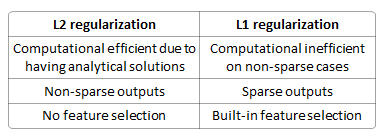 L2 regularization
L1 regularization
Computational efficient due to
having analytical solutions
Computational inefficient
on non-sparse cases
Non-sparse outputs
Sparse outputs
No feature selection
Built-in feature selection